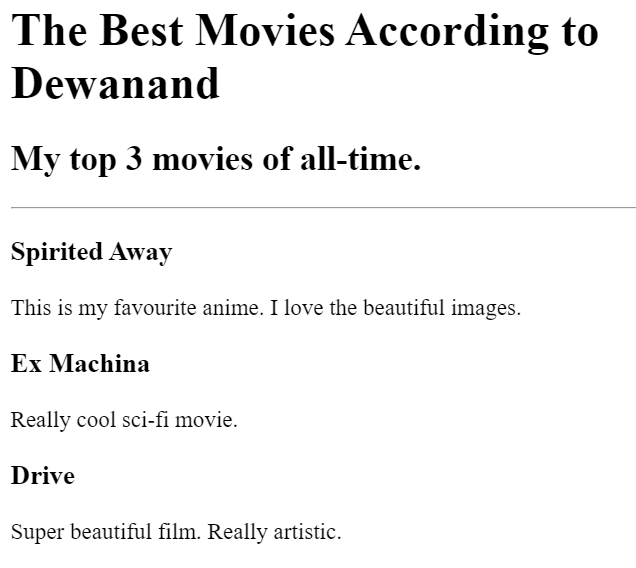 The Best Movies According to
Dewanand
My top 3 movies of all-time.
Spirited Away
This is my favourite anime. I love the beautiful images.
Ex Machina
Really cool sci-fi movie.
Drive
Super beautiful film. Really artistic.